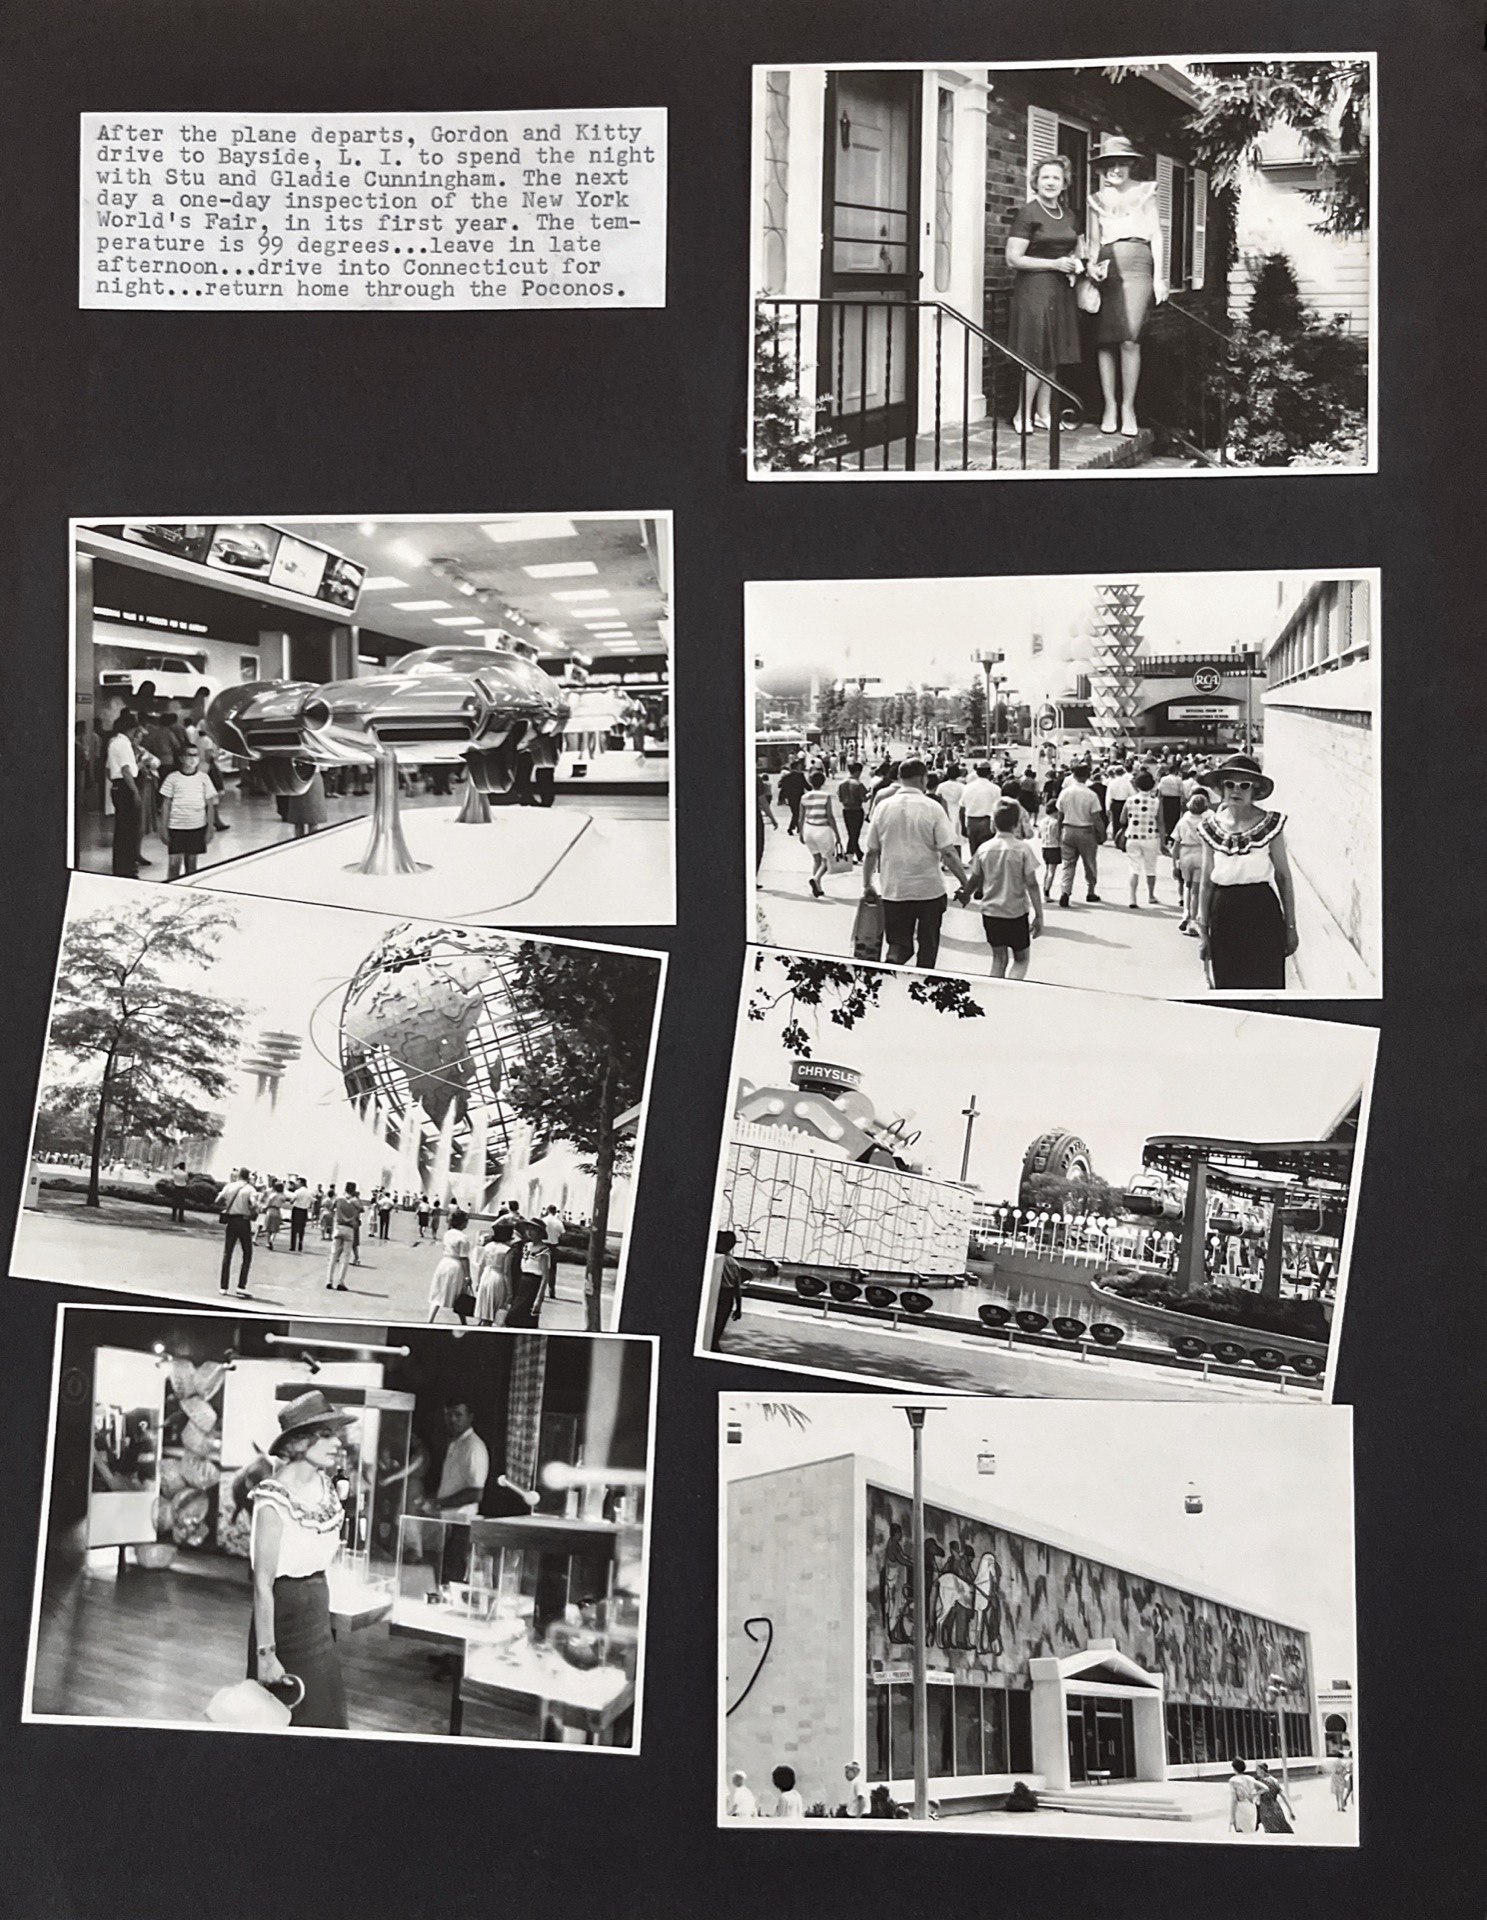 After the plane departs, Gordon and Kitty
drive to Bayside, L. I. to spend the night
with Stu and Gladie Cunningham. The next
day a one-day inspection of the New York
World's Fair, in its first year. The tem-
perature is 99 degrees...leave in late
afternoon...drive into Connecticut for
night...return home through the Poconos.
RCA
CHRYSLER